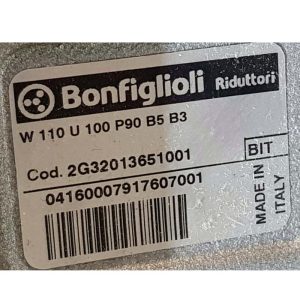 Bonfiglioli Riduttori
W 110 U 100 P90 B5 B3
Cod. 2G32013651001
BIT
04160007917607001
MADE IN
ITALY